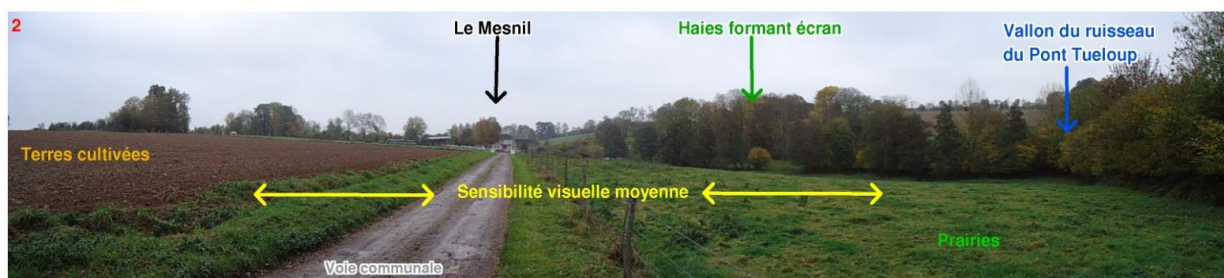 2
Le Mesnil
Haies formant écran
Vallon du ruisseau
du Pont Tueloup
Terres cultivées
Sensibilité visuelle moyenne
Prairies
Voie communale